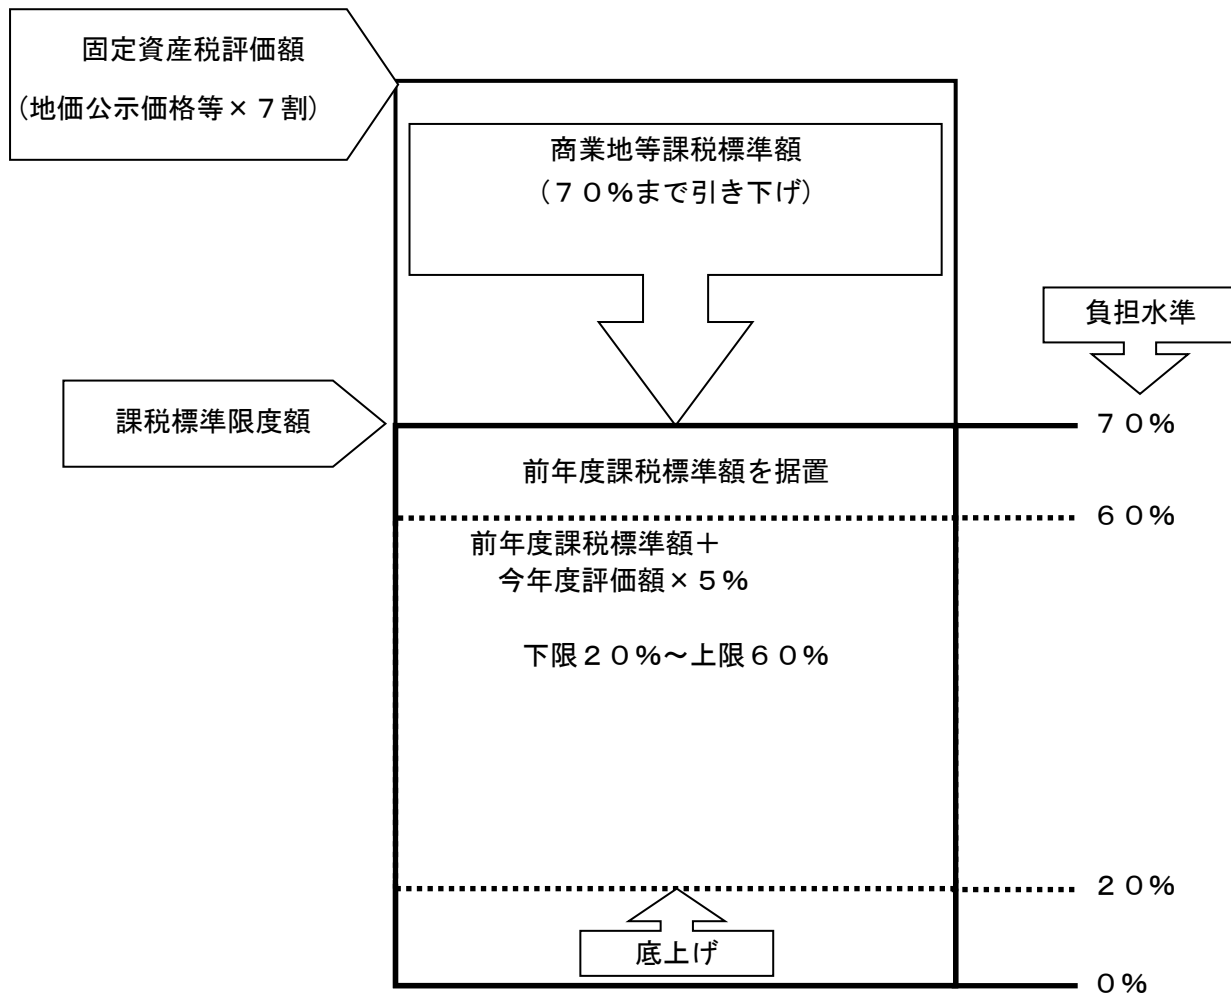 固定資産税評価額
（地価公示価格等×７割）
商業地等課税標準額
（７０％まで引き下げ）
負担水準
課税標準限度額
７０％
前年度課税標準額を据置
６０％
前年度課税標準額＋
今年度評価額×５％
下限２０％～上限６０％
２０％
底上げ
０％